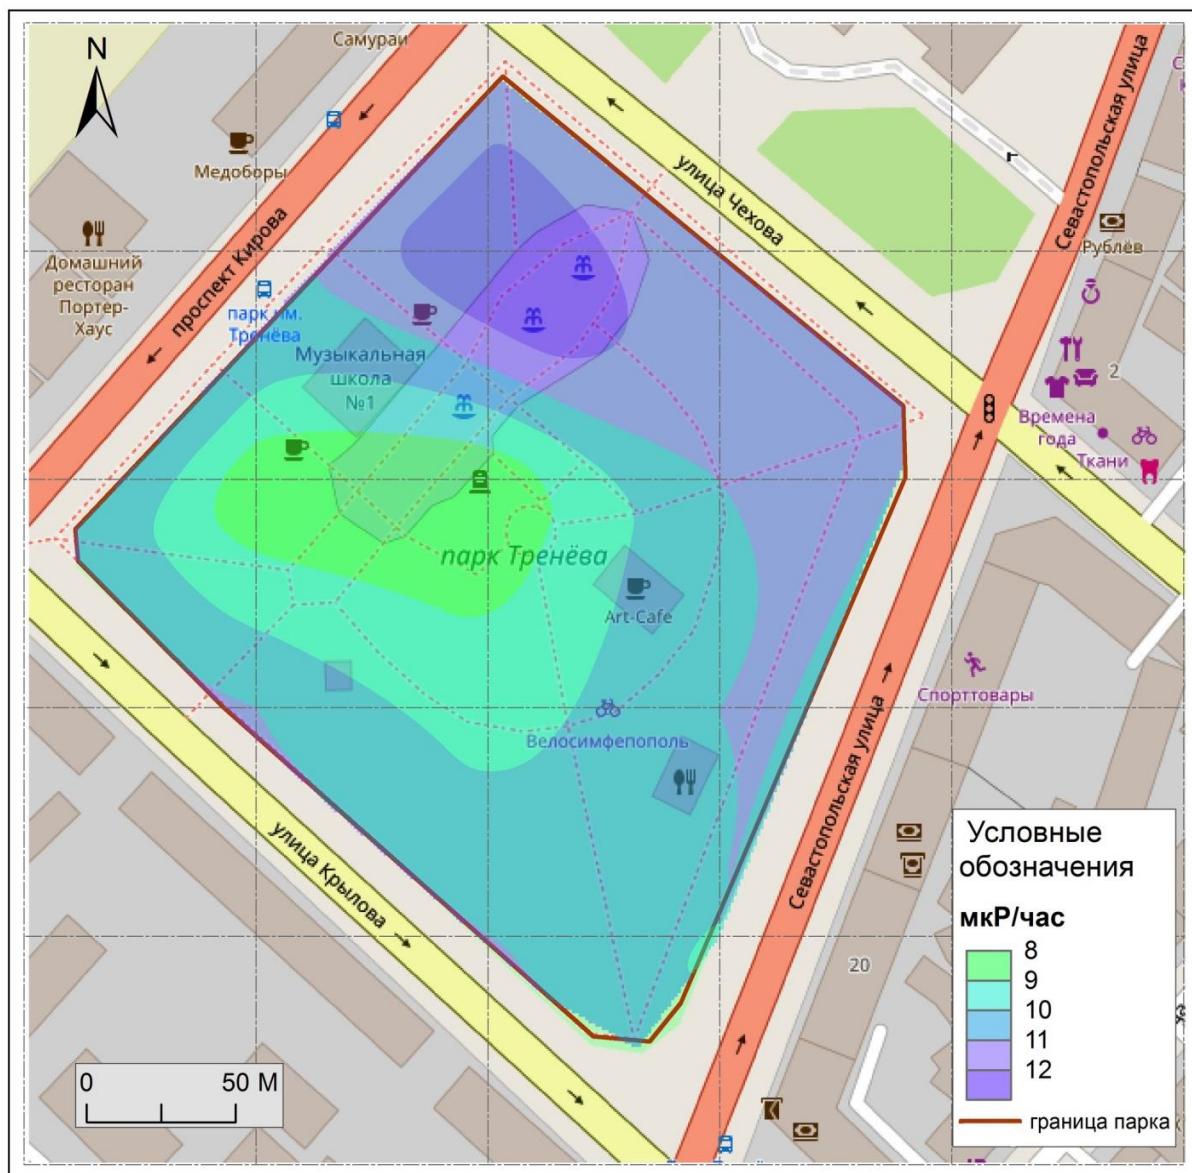 N
Самураи
Медоборы
Домашний
ресторан
Портер-
Хаус
проспект Кирова
парк им.
Тренёва
Музыкальная
школа
№1
улица Чехова
Севастопольская улица
Рублёв
2
Времена
года
Ткани
парк Тренёва
Art-Cafe
Велосимфепополь
Спорттовары
Севастопольская улица
улица Крылова
20
0 50 М
Условные
обозначения
мкР/час
8
9
10
11
12
граница парка